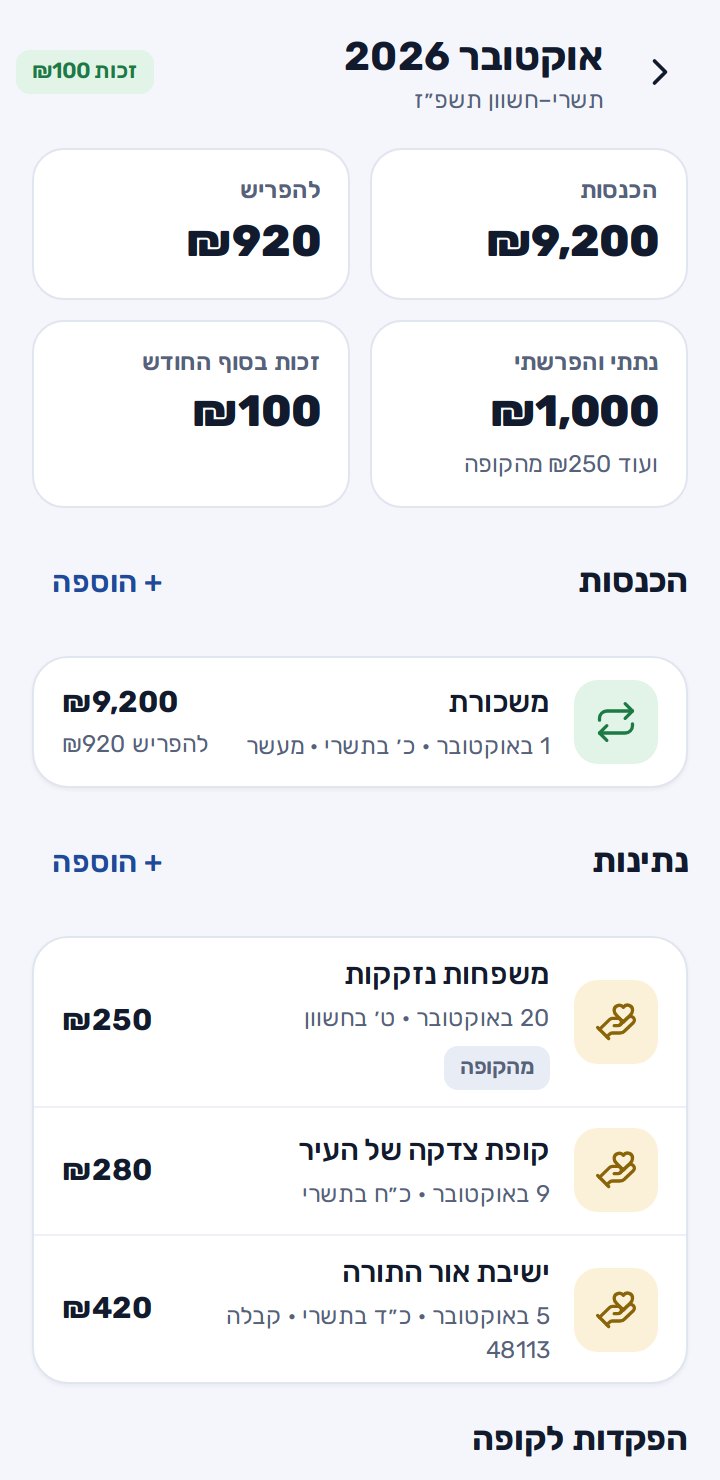 אוקטובר 2026
תשרי–חשוון תשפ״ז
זכות ₪100
הכנסות
₪9,200
להפריש
₪920
נתתי והפרשתי
₪1,000
ועוד ₪250 מהקופה
זכות בסוף החודש
₪100
הכנסות
+ הוספה
משכורת
1 באוקטובר • כ׳ בתשרי • מעשר
₪9,200
להפריש ₪920
נתינות
+ הוספה
משפחות נזקקות
20 באוקטובר • ט׳ בחשוון
מהקופה
₪250
קופת צדקה של העיר
9 באוקטובר • כ״ח בתשרי
₪280
ישיבת אור התורה
5 באוקטובר • כ״ד בתשרי • קבלה
48113
₪420
הפקדות לקופה